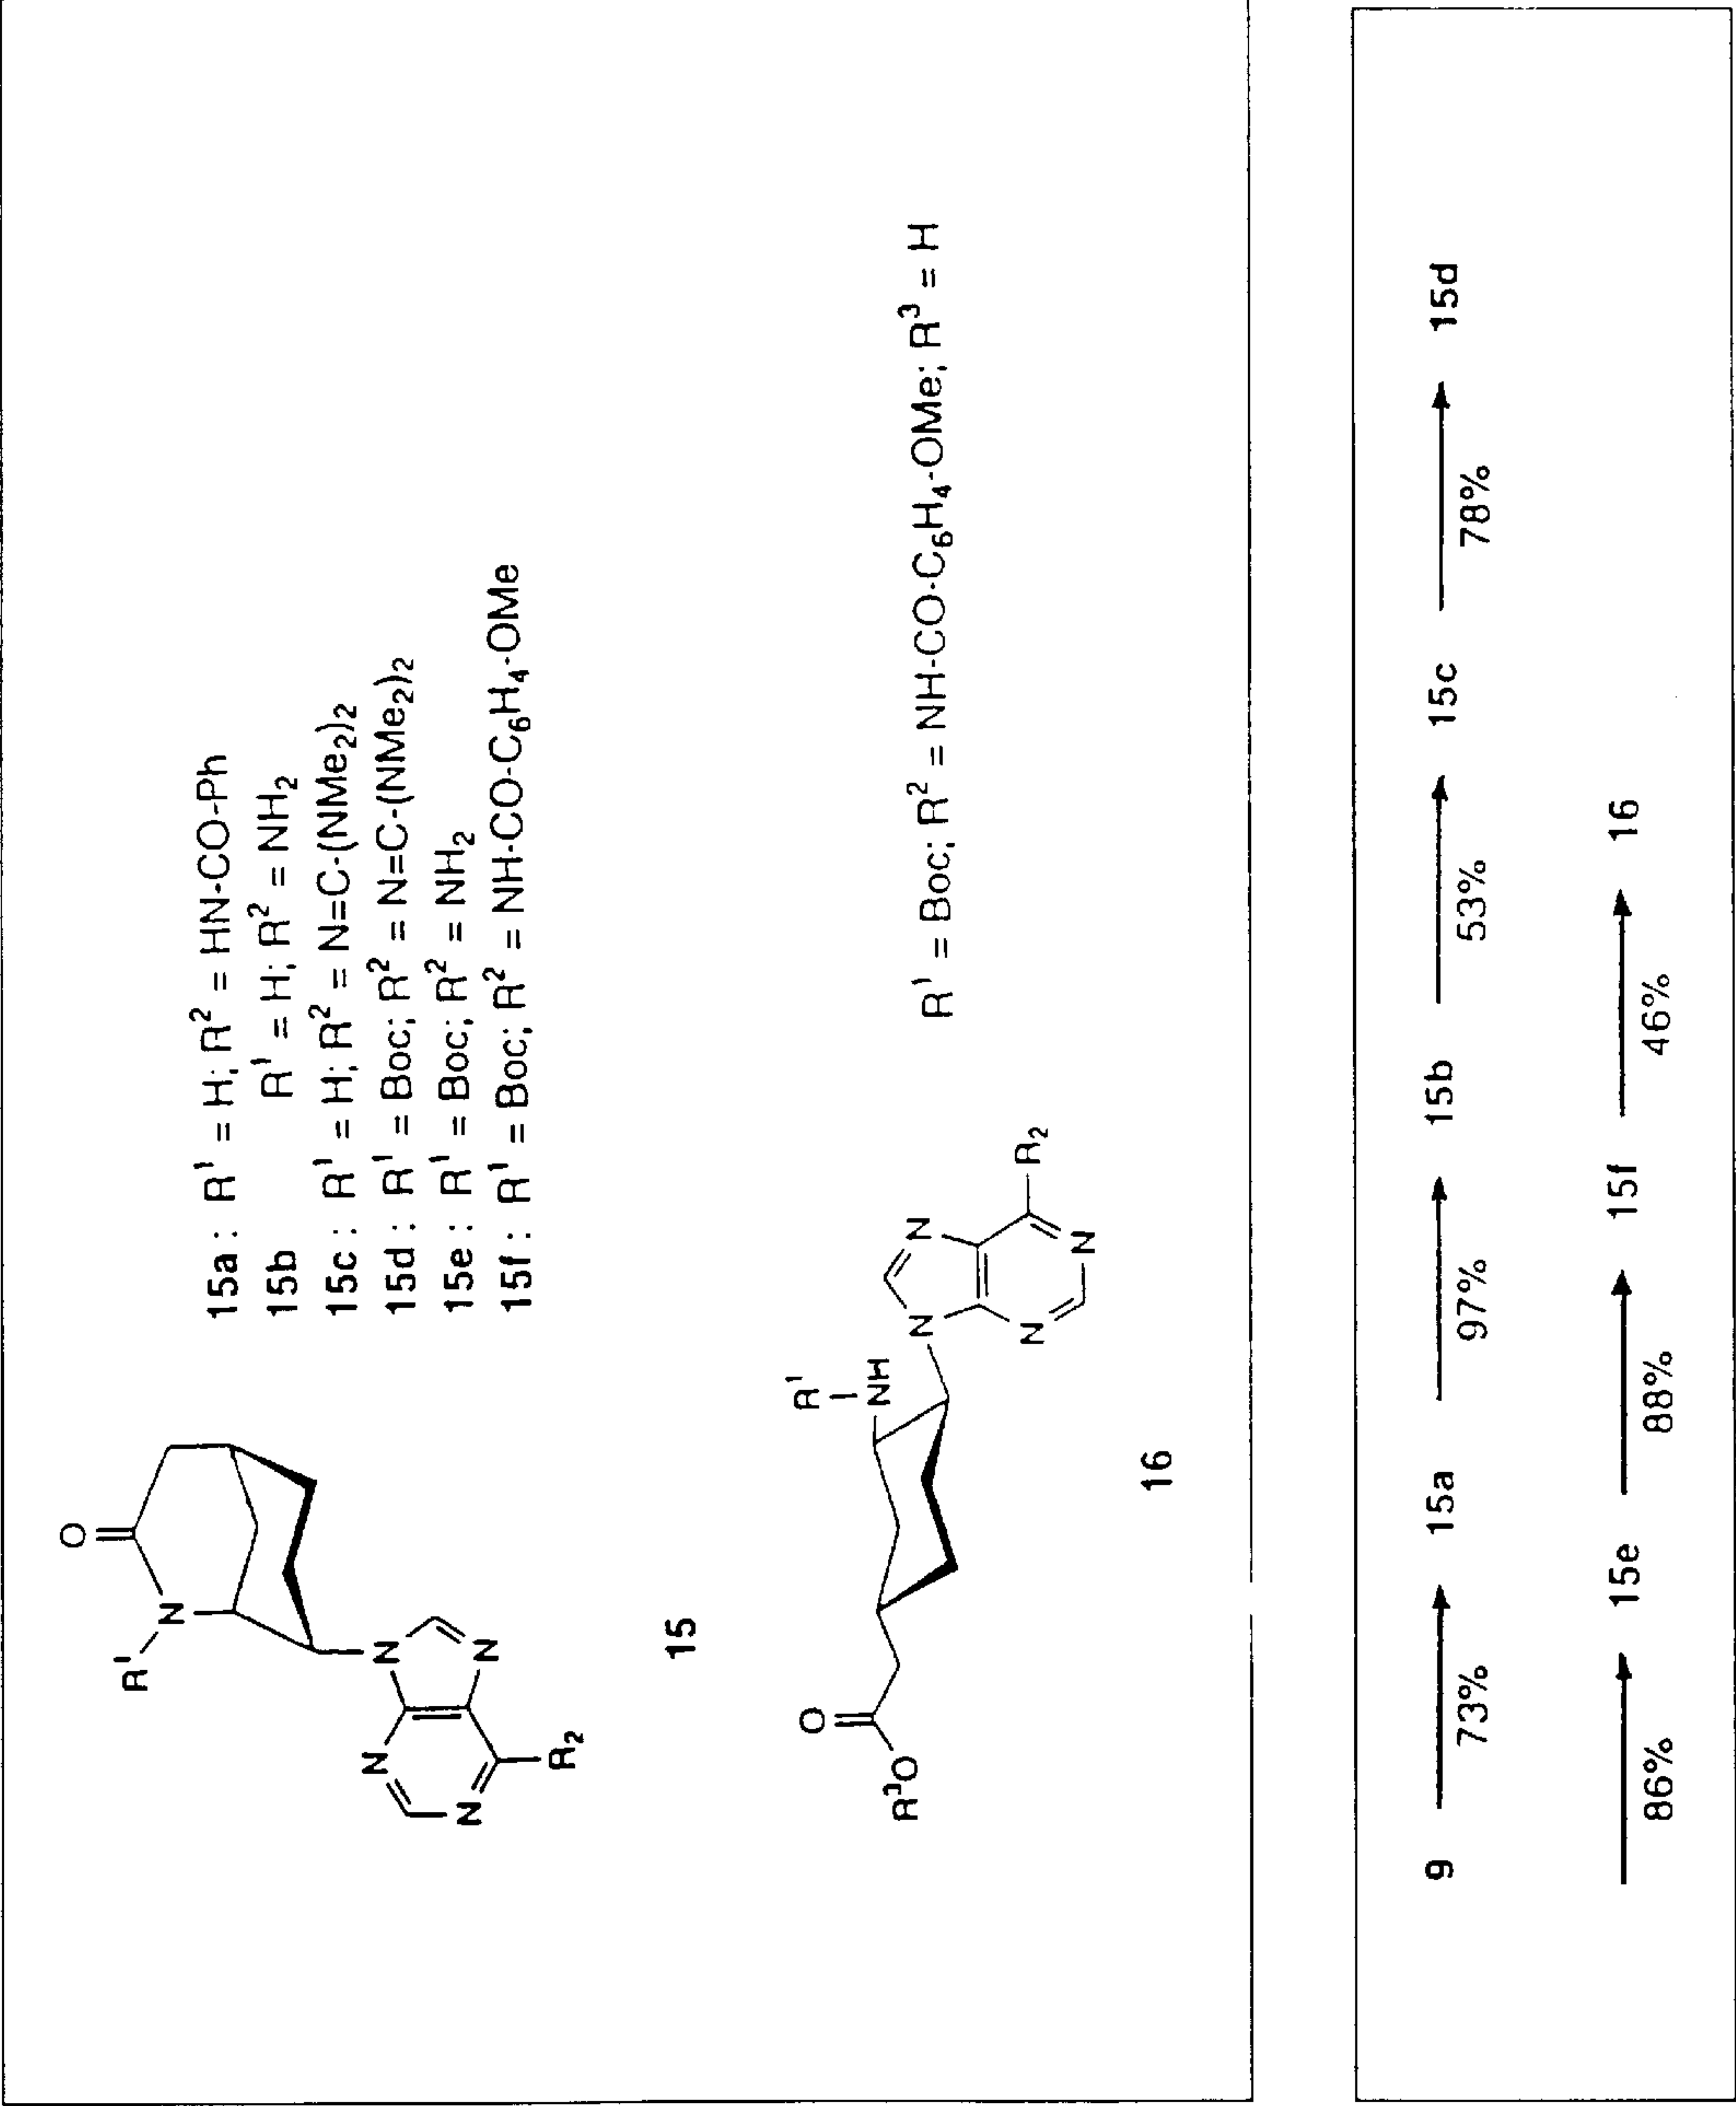 O
R¹
N
N
N
N
N
R₂
15
15a : R¹ = H; R² = HN-CO-Ph
15b R¹ = H; R² = NH₂
15c : R¹ = H; R² = N=C-(NMe₂)₂
15d : R¹ = Boc; R² = N=C-(NMe₂)₂
15e : R¹ = Boc; R² = NH₂
15f : R¹ = Boc; R² = NH-CO-C₆H₄-OMe
O
R³O
R¹
NH
N
N
N
N
R₂
16
R¹ = Boc; R² = NH-CO-C₆H₄-OMe; R³ = H
9 15a 15b 15c 15d
73% 97% 53% 78%
15e 15f 16
86% 88% 46%